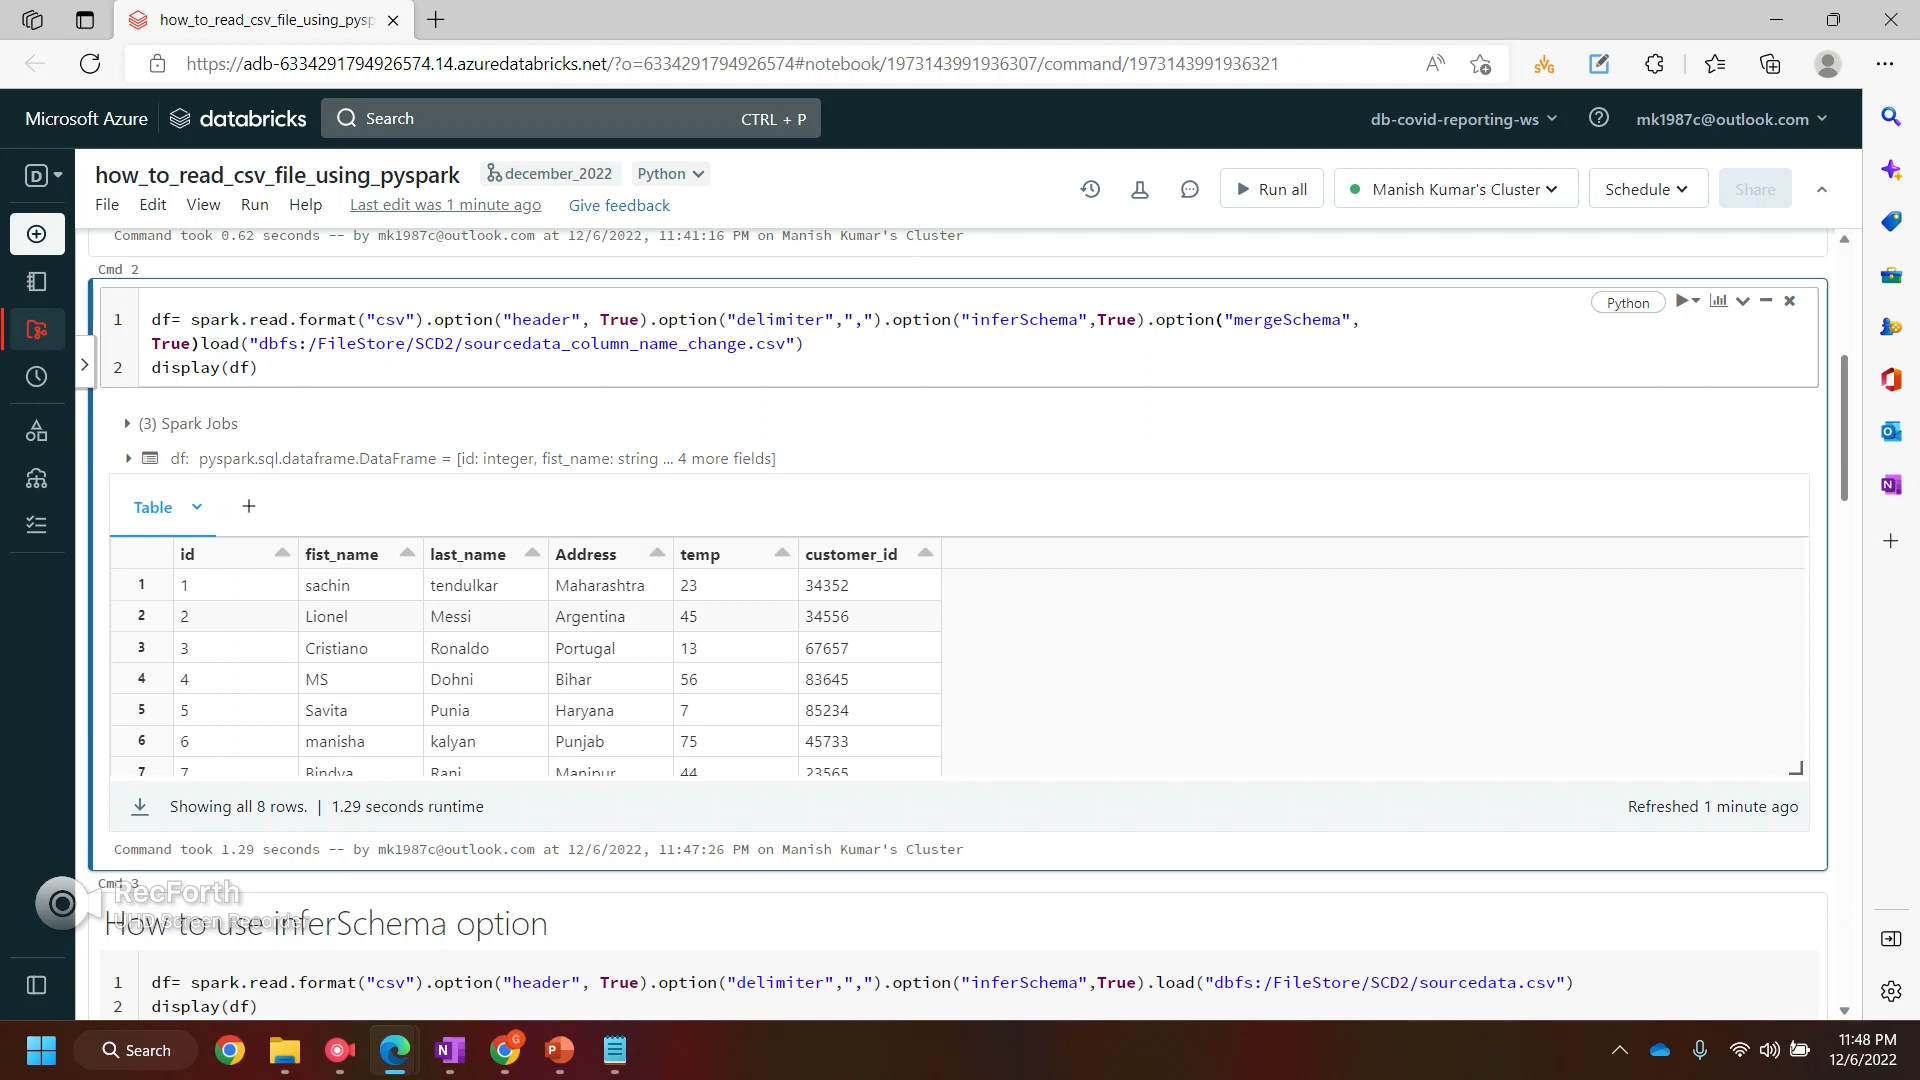 how_to_read_csv_file_using_pysp
https://adb-6334291794926574.14.azuredatabricks.net/?o=6334291794926574#notebook/1973143991936307/command/1973143991936321
Microsoft Azure databricks Search CTRL + P db-covid-reporting-ws mk1987c@outlook.com
D how_to_read_csv_file_using_pyspark december_2022 Python
Run all Manish Kumar's Cluster Schedule Share
File Edit View Run Help Last edit was 1 minute ago Give feedback
Command took 0.62 seconds -- by mk1987c@outlook.com at 12/6/2022, 11:41:16 PM on Manish Kumar's Cluster
Cmd 2
Python
1 df= spark.read.format("csv").option("header", True).option("delimiter",",").option("inferSchema",True).option("mergeSchema",
True)load("dbfs:/FileStore/SCD2/sourcedata_column_name_change.csv")
2 display(df)
(3) Spark Jobs
df: pyspark.sql.dataframe.DataFrame = [id: integer, fist_name: string ... 4 more fields]
Table
id fist_name last_name Address temp customer_id
1 1 sachin tendulkar Maharashtra 23 34352
2 2 Lionel Messi Argentina 45 34556
3 3 Cristiano Ronaldo Portugal 13 67657
4 4 MS Dohni Bihar 56 83645
5 5 Savita Punia Haryana 7 85234
6 6 manisha kalyan Punjab 75 45733
7 7 Bindya Rani Manipur 44 23565
Showing all 8 rows. | 1.29 seconds runtime Refreshed 1 minute ago
Command took 1.29 seconds -- by mk1987c@outlook.com at 12/6/2022, 11:47:26 PM on Manish Kumar's Cluster
Cmd 3
RecForth
UHD Screen Recorder
How to use inferSchema option
1 df= spark.read.format("csv").option("header", True).option("delimiter",",").option("inferSchema",True).load("dbfs:/FileStore/SCD2/sourcedata.csv")
2 display(df)
Search
11:48 PM
12/6/2022